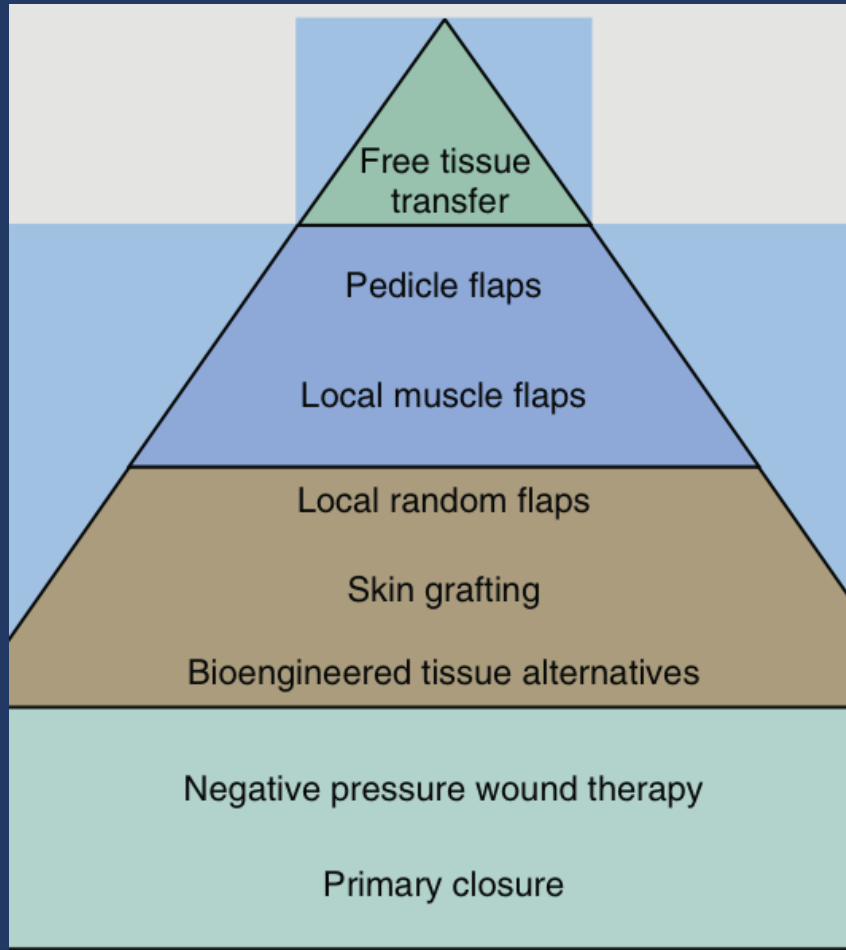 Free tissue
transfer
Pedicle flaps
Local muscle flaps
Local random flaps
Skin grafting
Bioengineered tissue alternatives
Negative pressure wound therapy
Primary closure